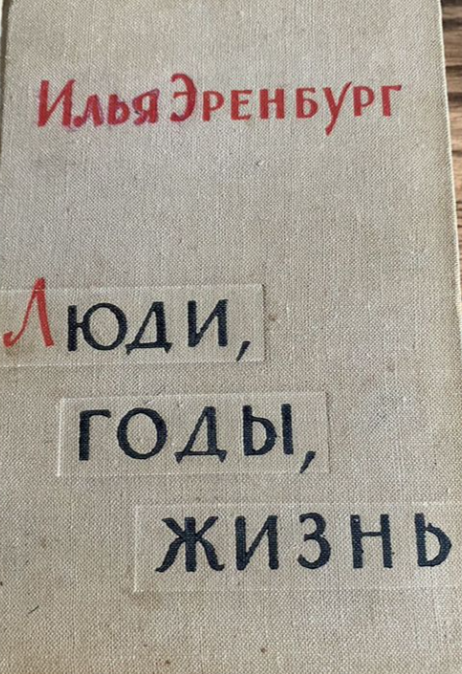 Илья Эренбург
Люди,
годы,
жизнь